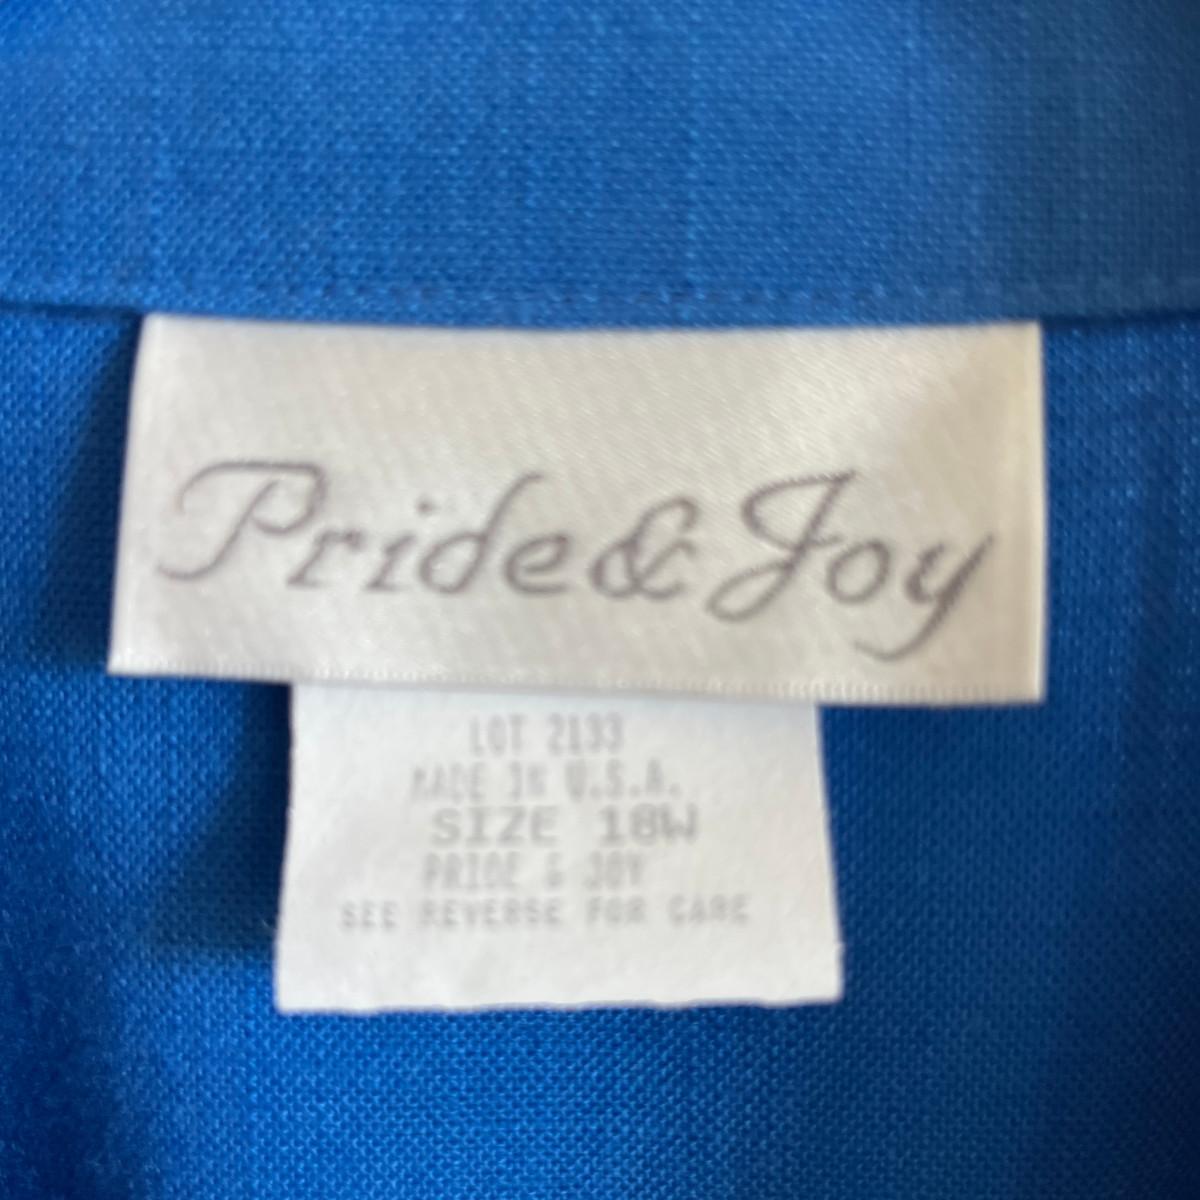 Pride & Joy
LOT 2133
MADE IN U.S.A.
SIZE 18W
PRIDE & JOY
SEE REVERSE FOR CARE